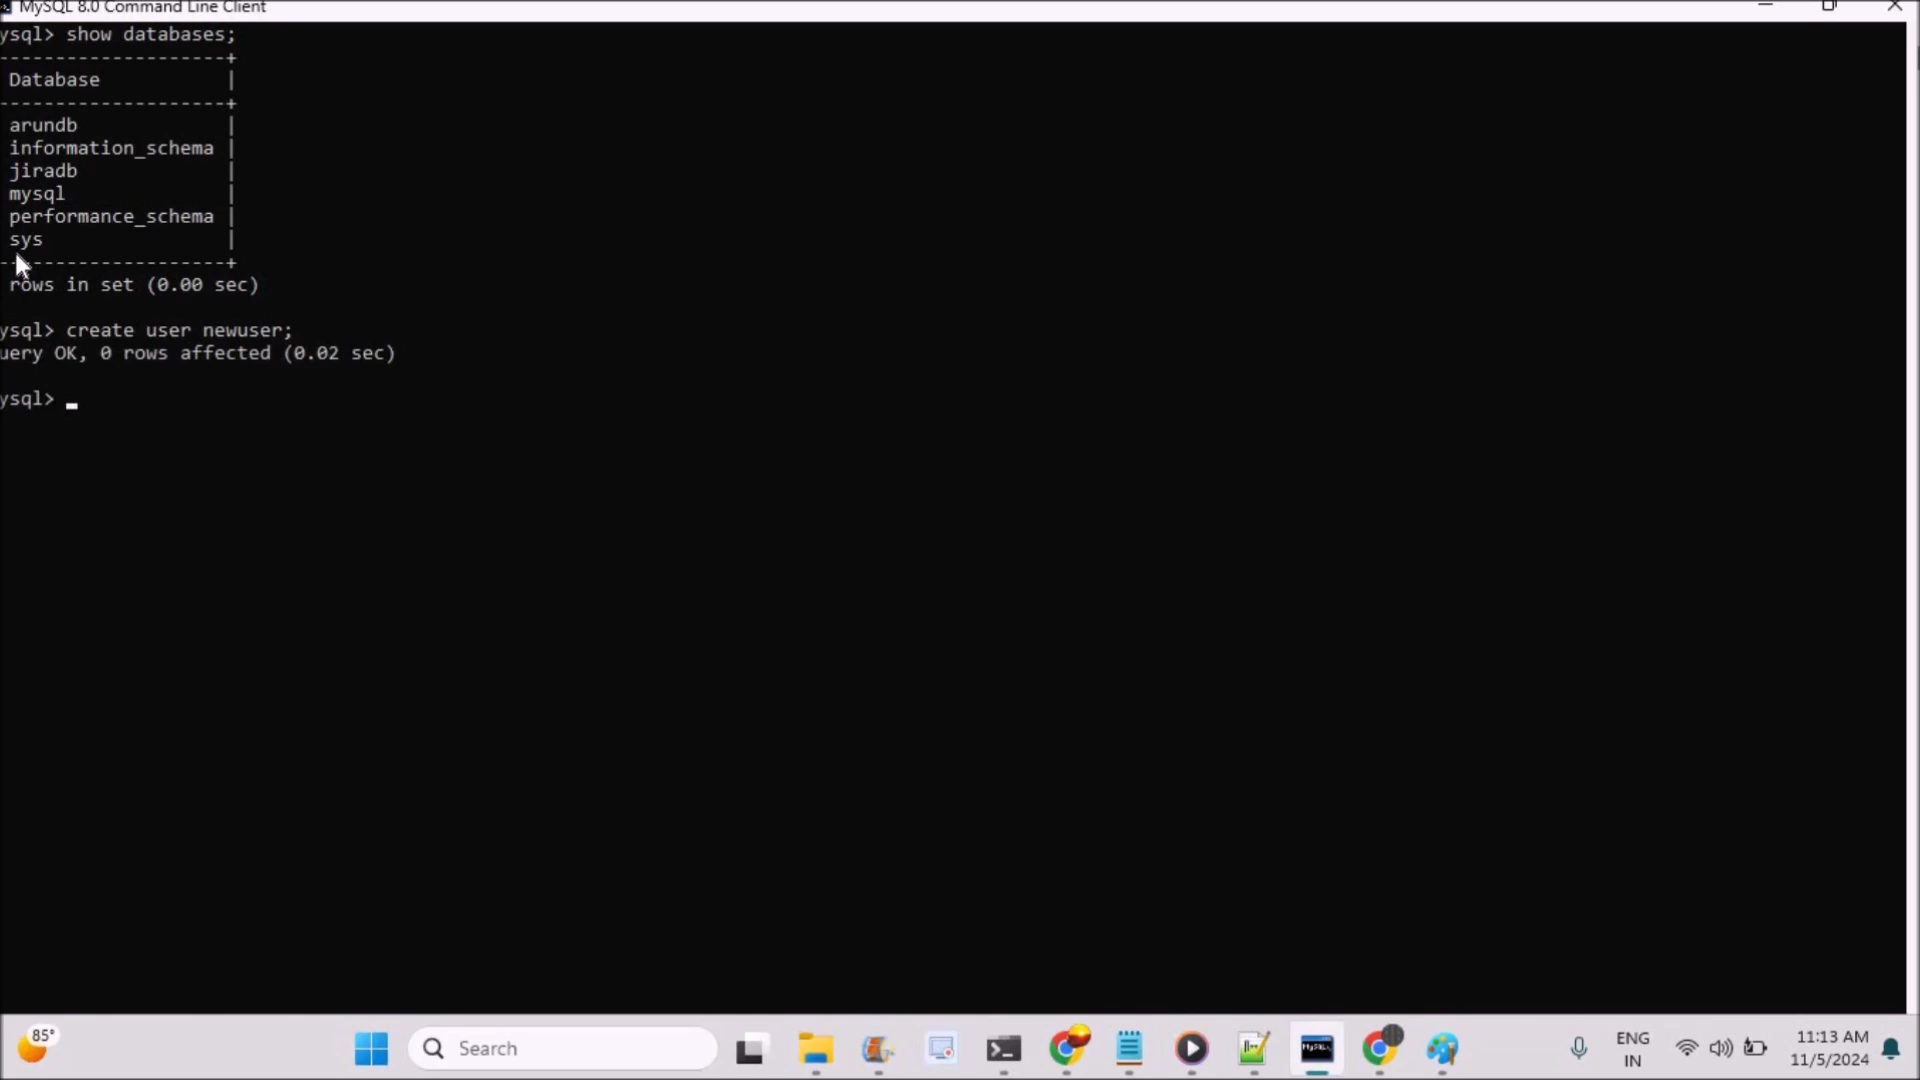 MySQL 8.0 Command Line Client
ysql> show databases;
--------------------+
Database |
--------------------+
arundb |
information_schema |
jiradb |
mysql |
performance_schema |
sys |
--------------------+
rows in set (0.00 sec)
ysql> create user newuser;
uery OK, 0 rows affected (0.02 sec)
ysql>
85°
Search
MySQL
ENG
IN
11:13 AM
11/5/2024